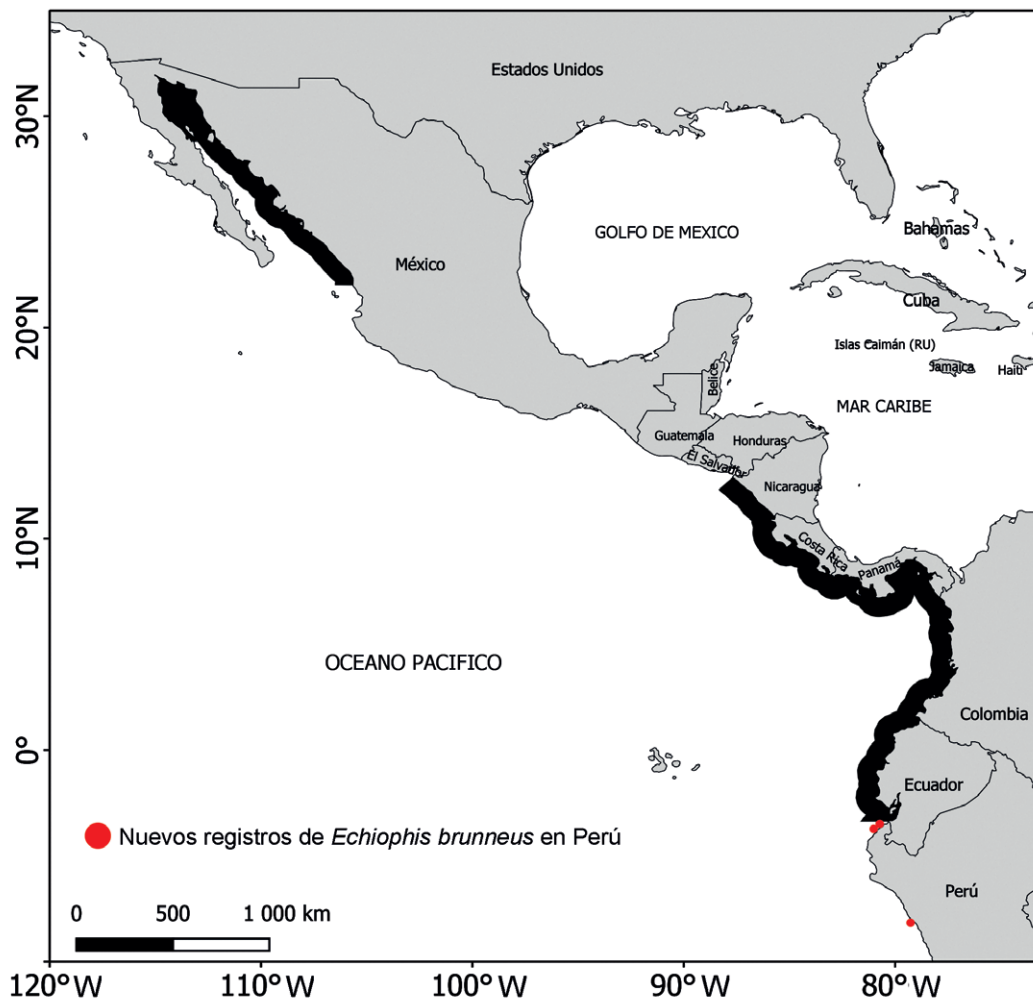 Estados Unidos
30°N
Bahamas
GOLFO DE MEXICO
México
Cuba
20°N
Islas Caimán (RU)
Jamaica
Haití
Belice
MAR CARIBE
Guatemala
Honduras
El Salvador
Nicaragua
10°N
Costa Rica
Panamá
OCEANO PACIFICO
Colombia
0°
Ecuador
Nuevos registros de Echiophis brunneus en Perú
Perú
0 500 1 000 km
120°W 110°W 100°W 90°W 80°W